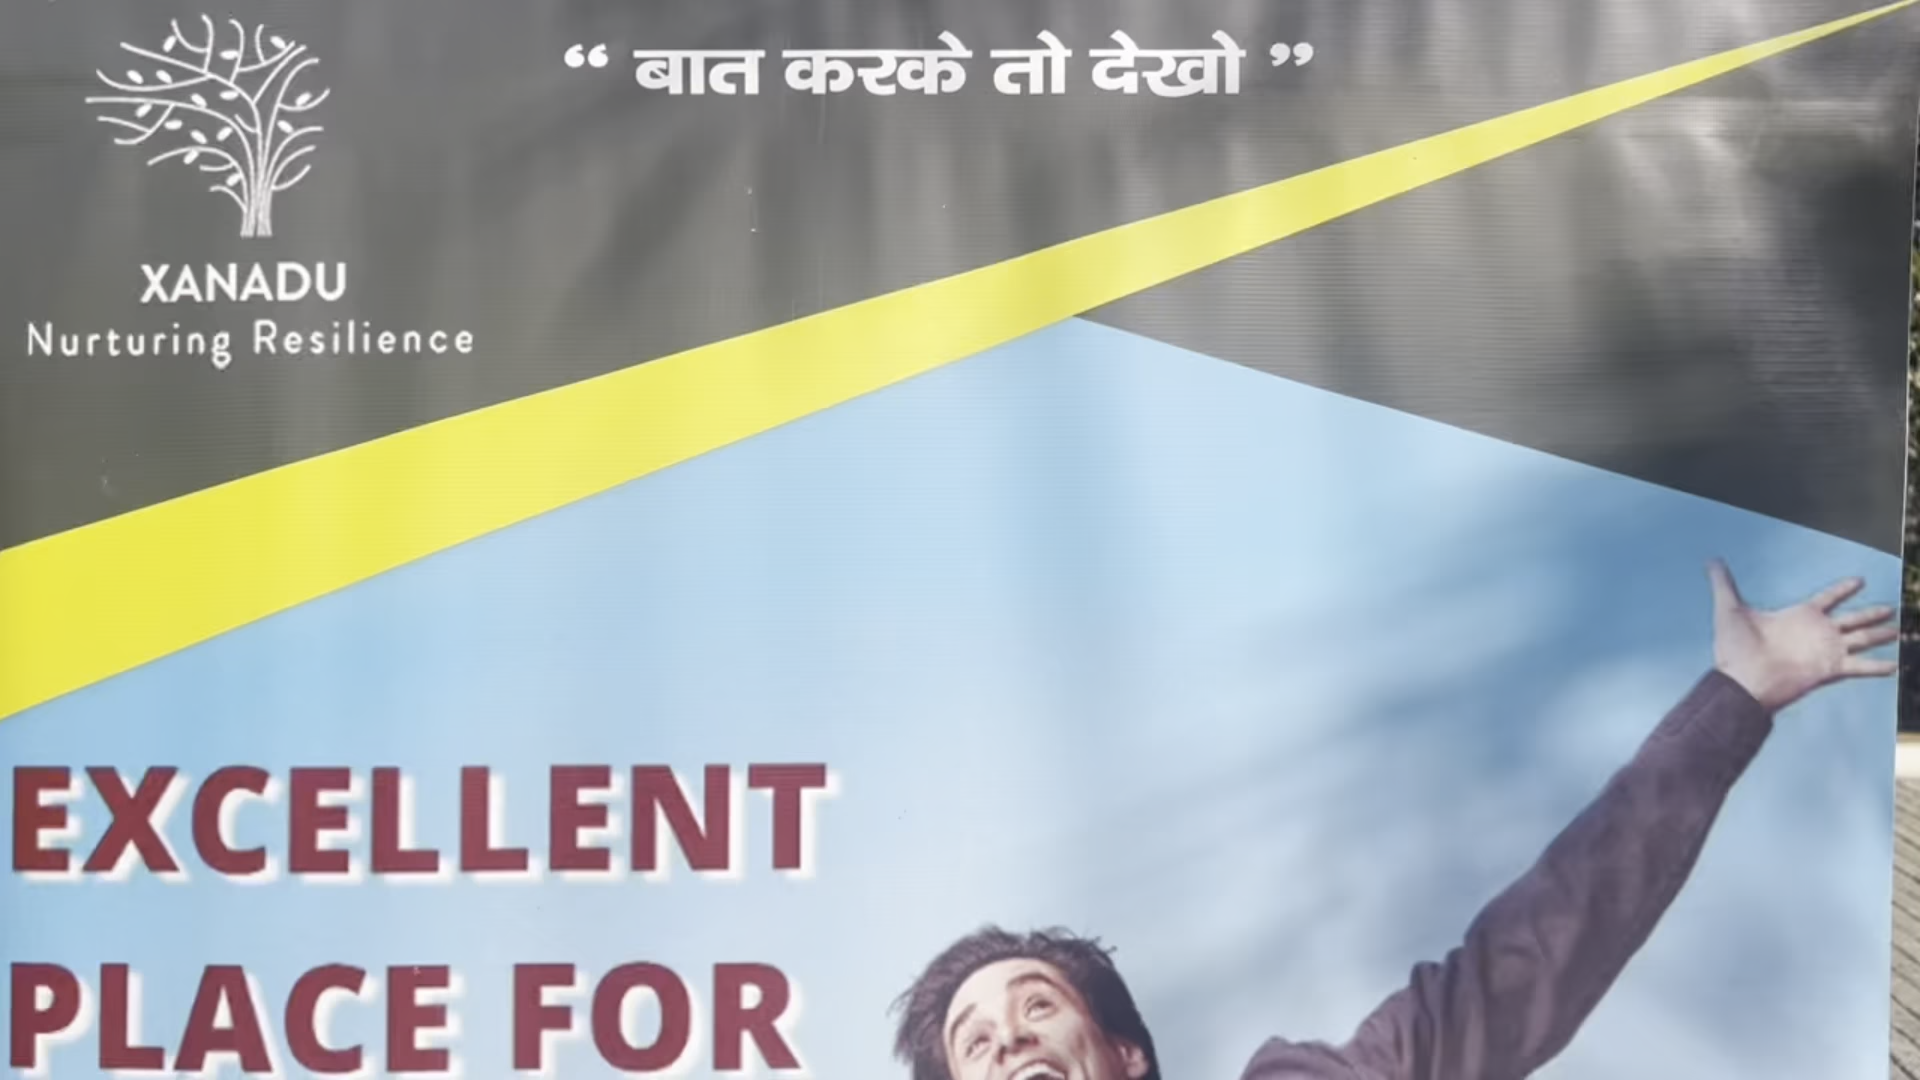 “ बात करके तो देखो ”
XANADU
Nurturing Resilience
EXCELLENT
PLACE FOR